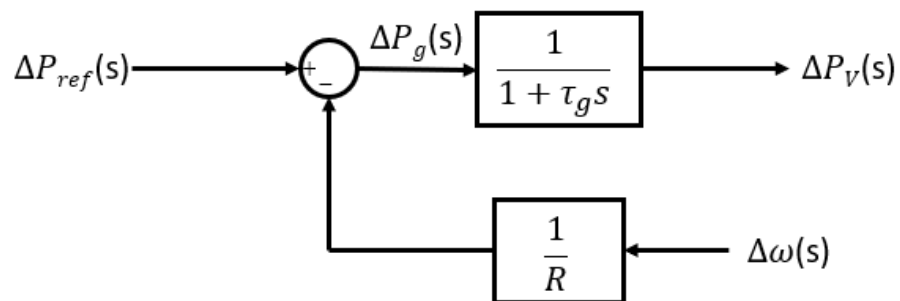 ΔP_ref(s)
+
−
ΔP_g(s)
1
1 + τ_g s
ΔP_V(s)
1
R
Δω(s)